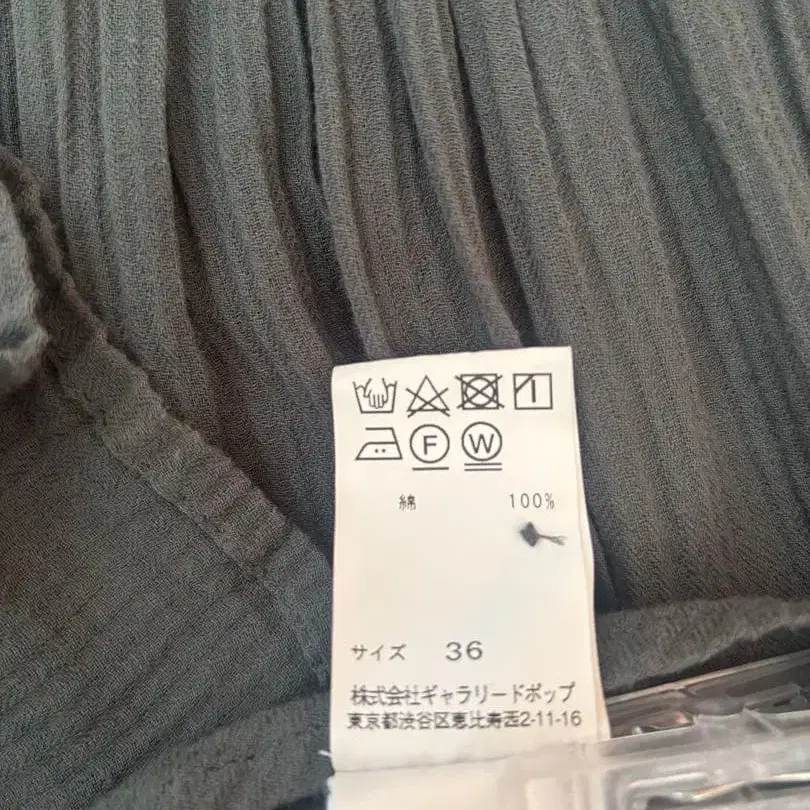 F W
綿 100%
サイズ 36
株式会社ギャラリードポップ
東京都渋谷区恵比寿西2-11-16